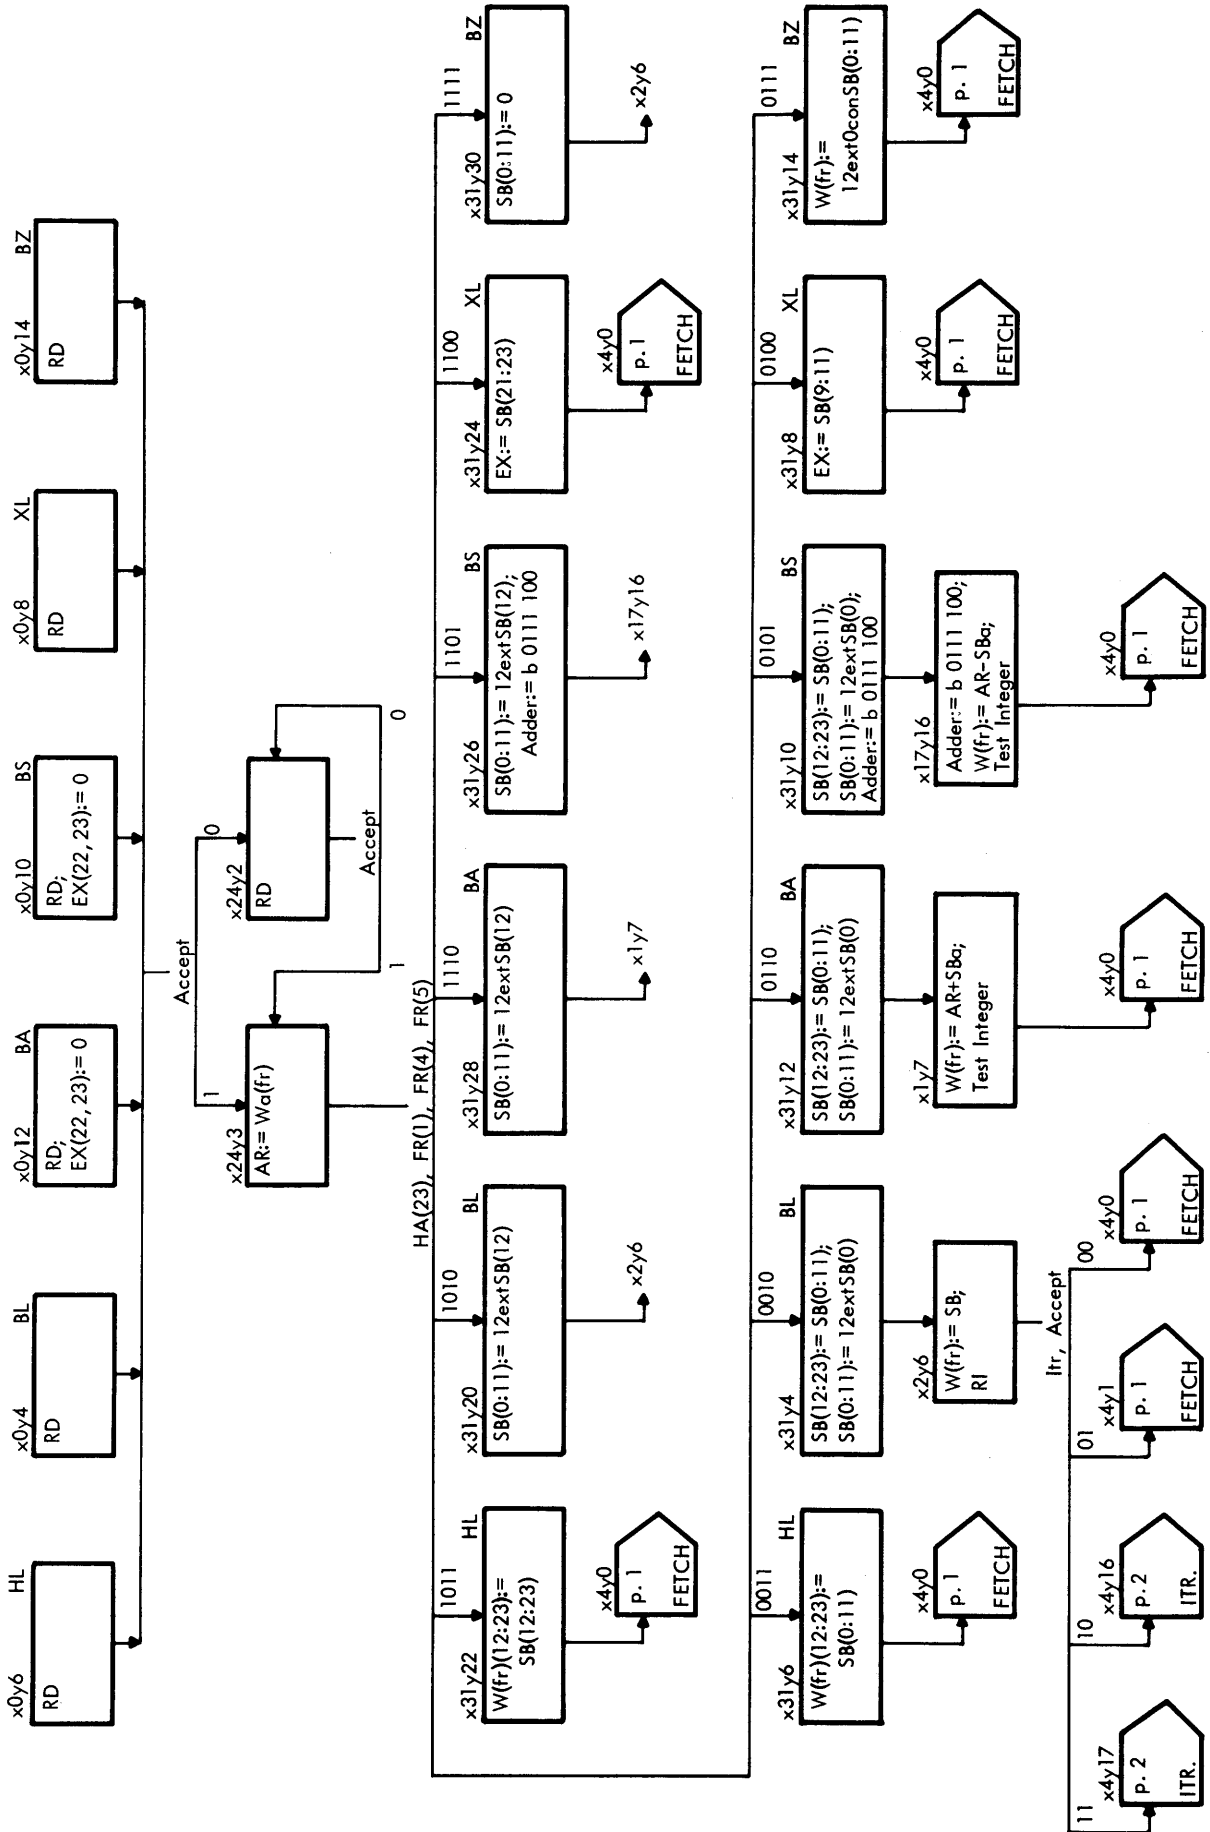 x0y6 HL
RD
x0y4 BL
RD
x0y12 BA
RD;
EX(22, 23):= 0
x0y10 BS
RD;
EX(22, 23):= 0
x0y8 XL
RD
x0y14 BZ
RD
Accept
1
0
x24y3
AR:= Wa(fr)
x24y2
RD
Accept
1
0
HA(23), FR(1), FR(4), FR(5)
1011
x31y22 HL
W(fr)(12:23):=
SB(12:23)
x4y0
p. 1
FETCH
1010
x31y20 BL
SB(0:11):= 12extSB(12)
x2y6
1110
x31y28 BA
SB(0:11):= 12extSB(12)
x1y7
1101
x31y26 BS
SB(0:11):= 12extSB(12);
Adder:= b 0111 100
x17y16
1100
x31y24 XL
EX:= SB(21:23)
x4y0
p. 1
FETCH
1111
x31y30 BZ
SB(0:11):= 0
x2y6
0011
x31y6 HL
W(fr)(12:23):=
SB(0:11)
x4y0
p. 1
FETCH
0010
x31y4 BL
SB(12:23):= SB(0:11);
SB(0:11):= 12extSB(0)
x2y6
W(fr):= SB;
RI
0110
x31y12 BA
SB(12:23):= SB(0:11);
SB(0:11):= 12extSB(0)
x1y7
W(fr):= AR+SBa;
Test Integer
x4y0
p. 1
FETCH
0101
x31y10 BS
SB(12:23):= SB(0:11);
SB(0:11):= 12extSB(0);
Adder:= b 0111 100
x17y16
Adder:= b 0111 100;
W(fr):= AR-SBa;
Test Integer
x4y0
p. 1
FETCH
0100
x31y8 XL
EX:= SB(9:11)
x4y0
p. 1
FETCH
0111
x31y14 BZ
W(fr):=
12ext0conSB(0:11)
x4y0
p. 1
FETCH
Itr, Accept
11
x4y17
p. 2
ITR.
10
x4y16
p. 2
ITR.
01
x4y1
p. 1
FETCH
00
x4y0
p. 1
FETCH